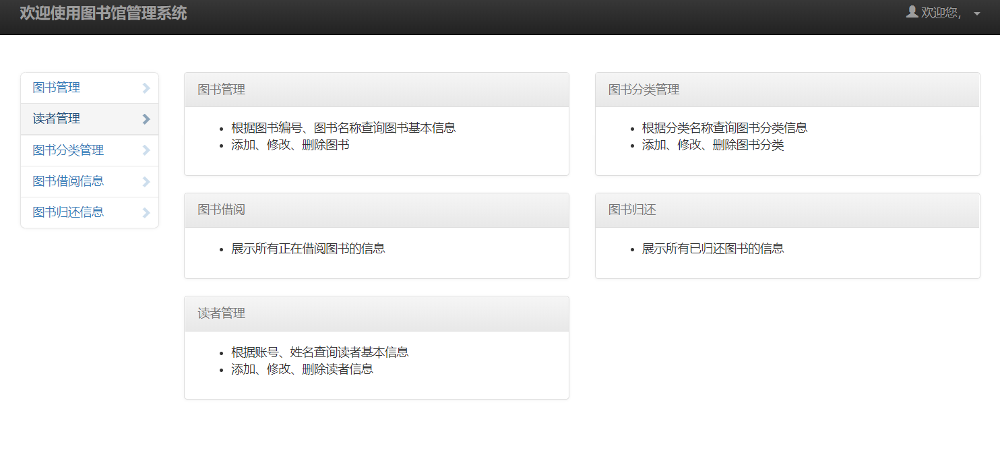 欢迎使用图书馆管理系统
欢迎您,
图书管理
读者管理
图书分类管理
图书借阅信息
图书归还信息
图书管理
根据图书编号、图书名称查询图书基本信息
添加、修改、删除图书
图书分类管理
根据分类名称查询图书分类信息
添加、修改、删除图书分类
图书借阅
展示所有正在借阅图书的信息
图书归还
展示所有已归还图书的信息
读者管理
根据账号、姓名查询读者基本信息
添加、修改、删除读者信息